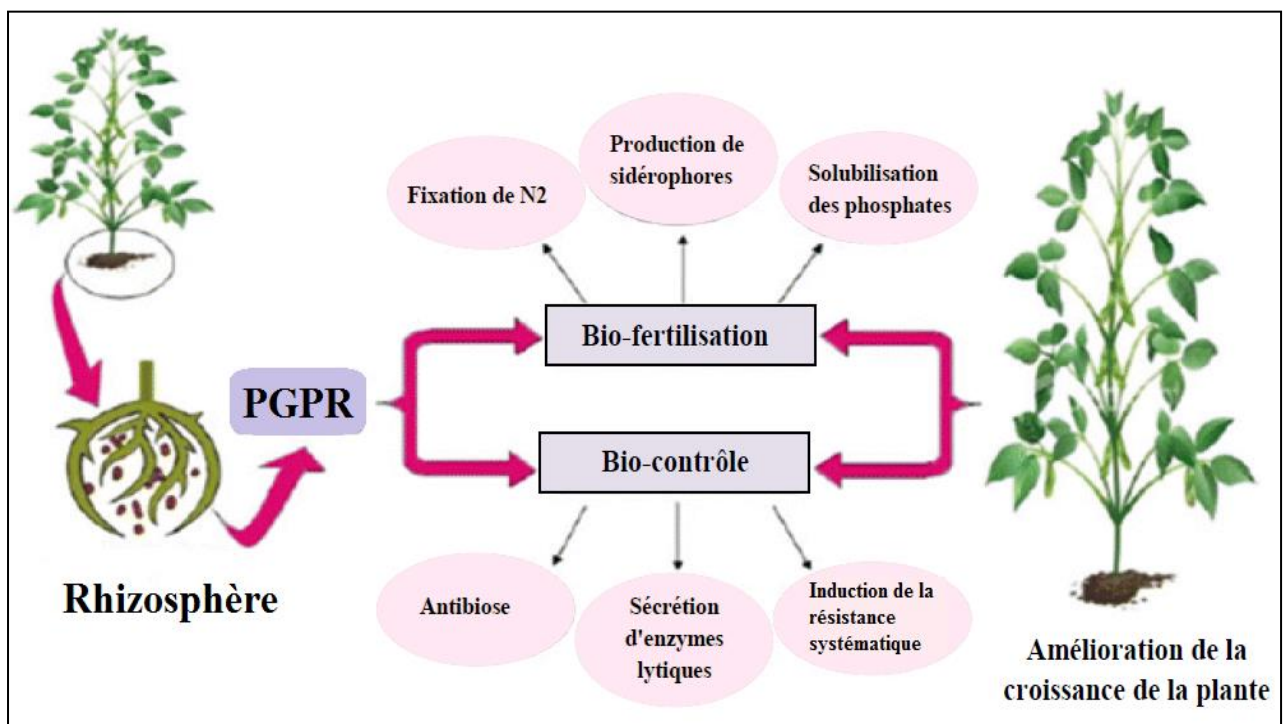 Fixation de N2
Production de
sidérophores
Solubilisation
des phosphates
Bio-fertilisation
PGPR
Bio-contrôle
Rhizosphère
Antibiose
Sécrétion
d'enzymes
lytiques
Induction de la
résistance
systématique
Amélioration de la
croissance de la plante